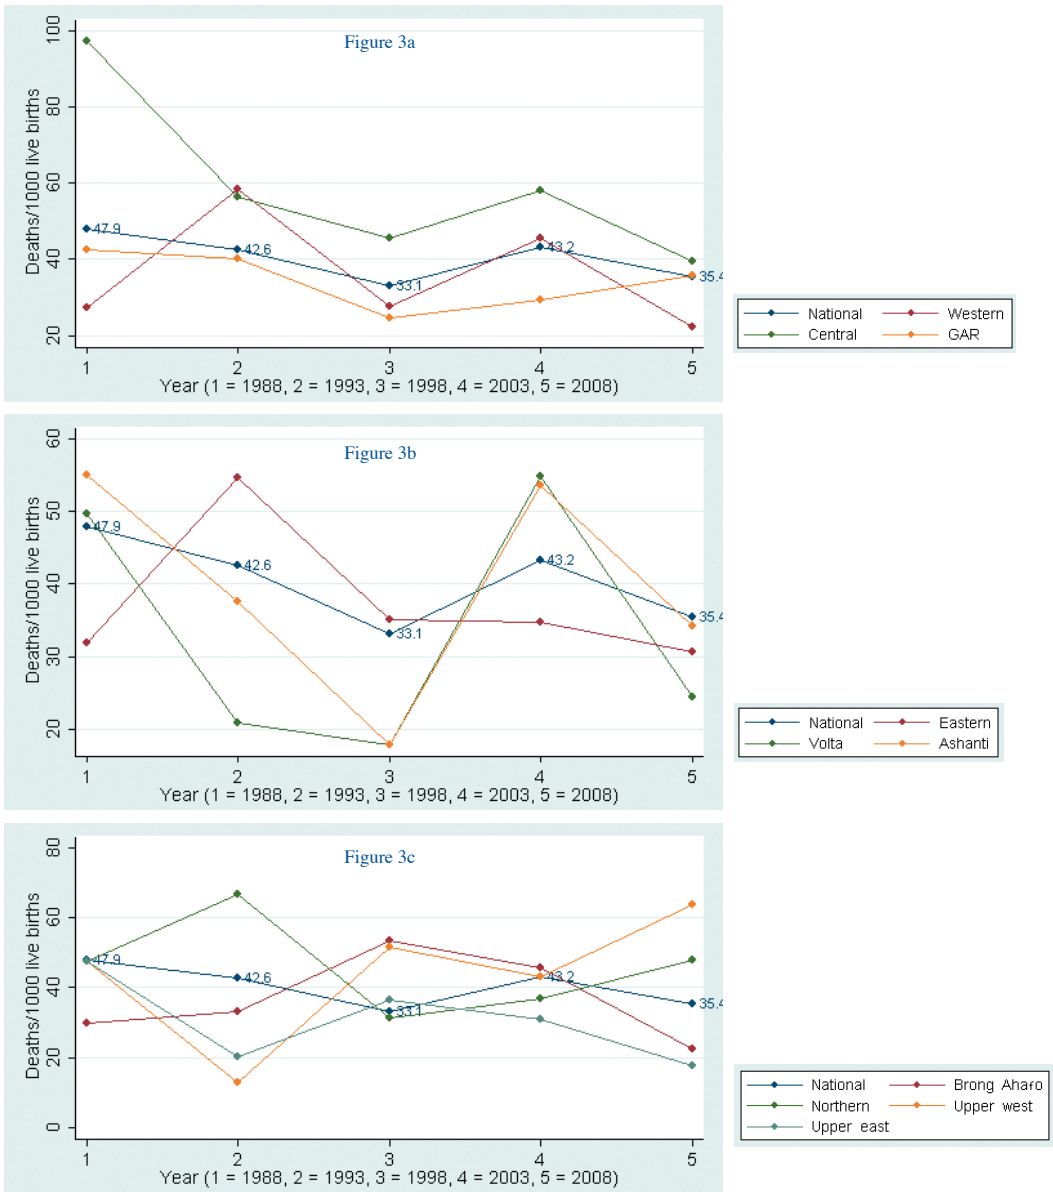 Figure 3a
Deaths/1000 live births
100
80
60
40
20
47.9
42.6
33.1
43.2
35.4
1 2 3 4 5
Year (1 = 1988, 2 = 1993, 3 = 1998, 4 = 2003, 5 = 2008)
National Western
Central GAR
Figure 3b
Deaths/1000 live births
60
50
40
30
20
47.9
42.6
33.1
43.2
35.4
1 2 3 4 5
Year (1 = 1988, 2 = 1993, 3 = 1998, 4 = 2003, 5 = 2008)
National Eastern
Volta Ashanti
Figure 3c
Deaths/1000 live births
80
60
40
20
0
47.9
42.6
33.1
43.2
35.4
1 2 3 4 5
Year (1 = 1988, 2 = 1993, 3 = 1998, 4 = 2003, 5 = 2008)
National Brong Ahafo
Northern Upper west
Upper east